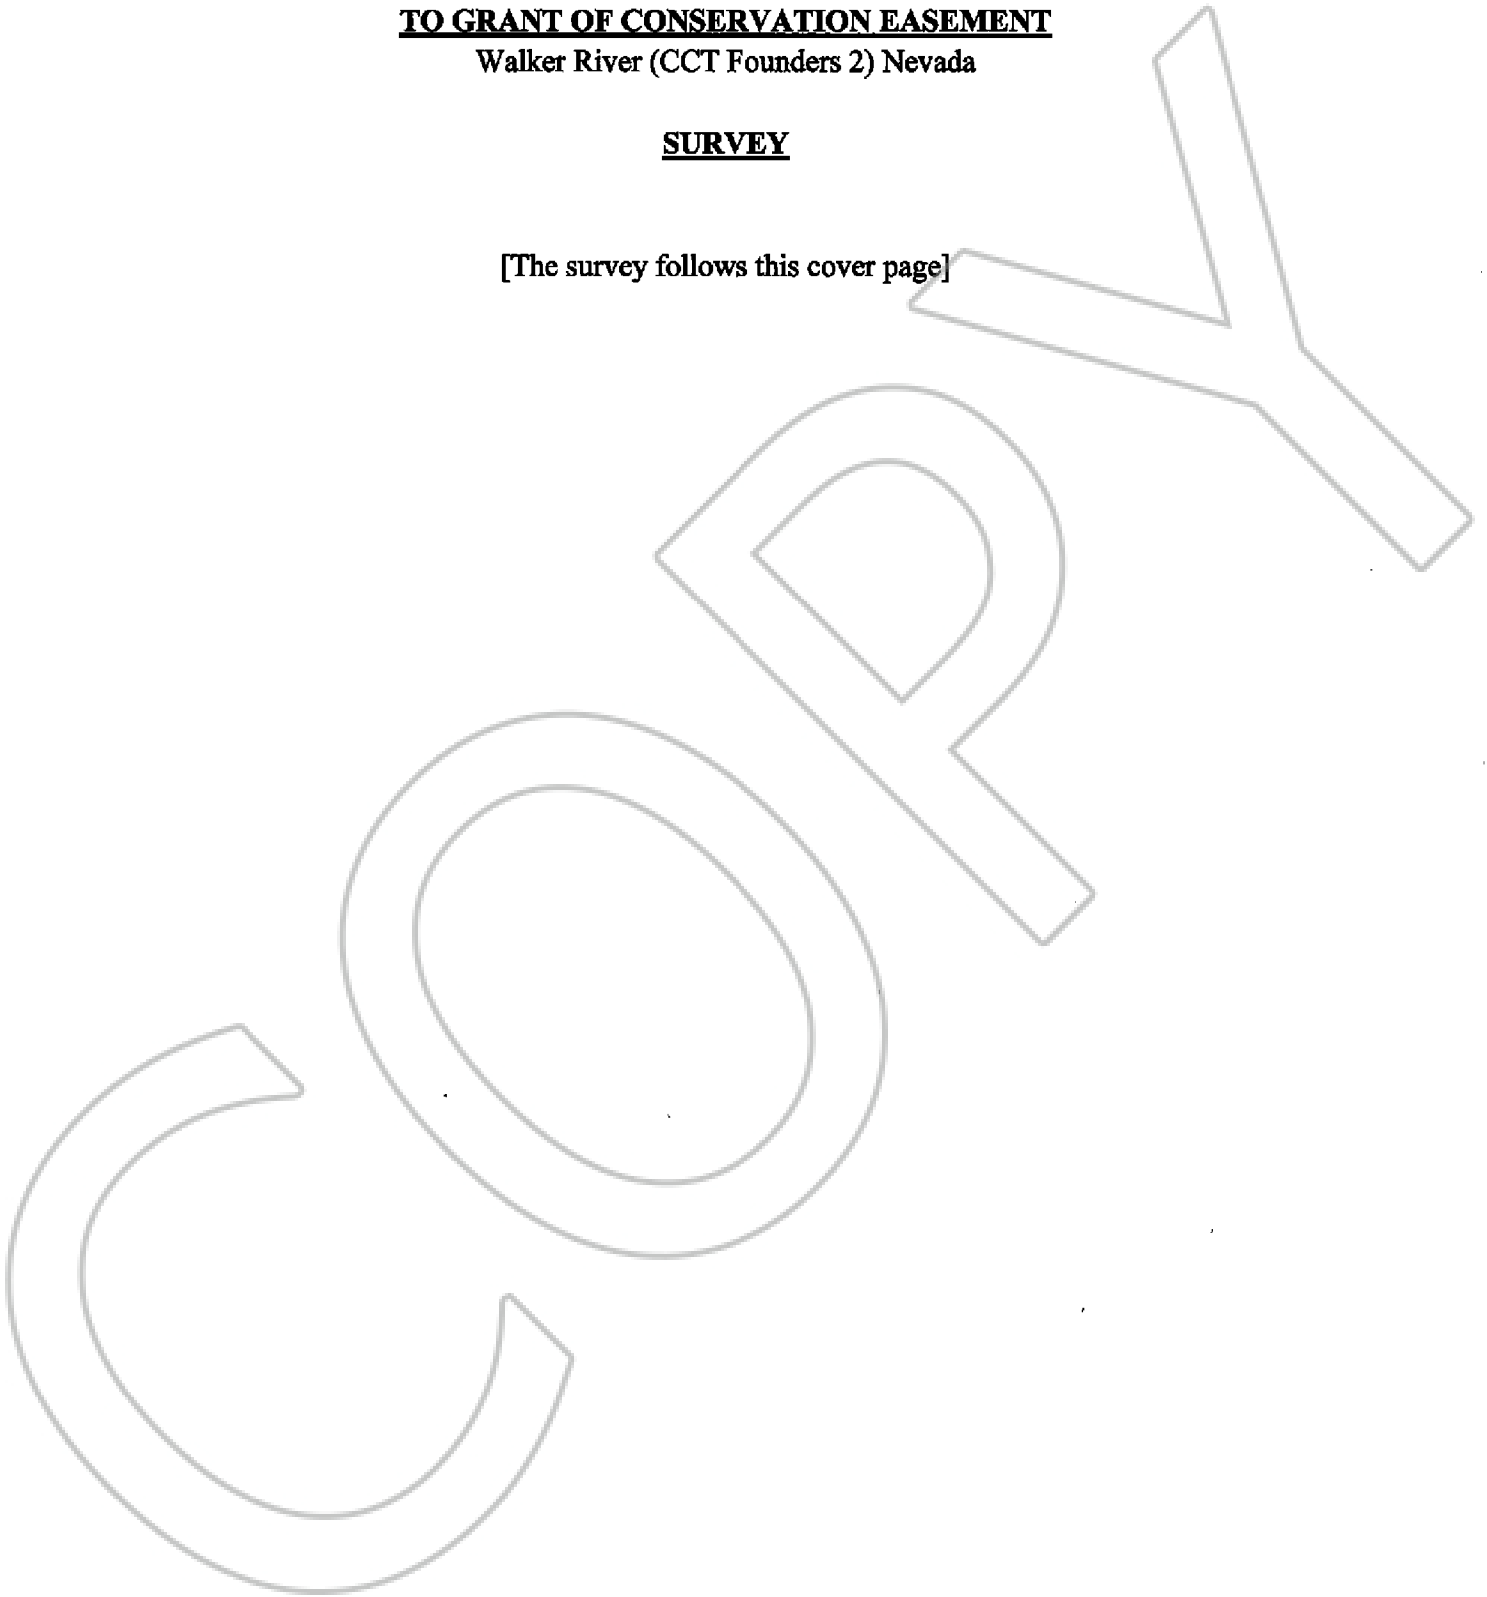 TO GRANT OF CONSERVATION EASEMENT
Walker River (CCT Founders 2) Nevada
SURVEY
[The survey follows this cover page]
COPY